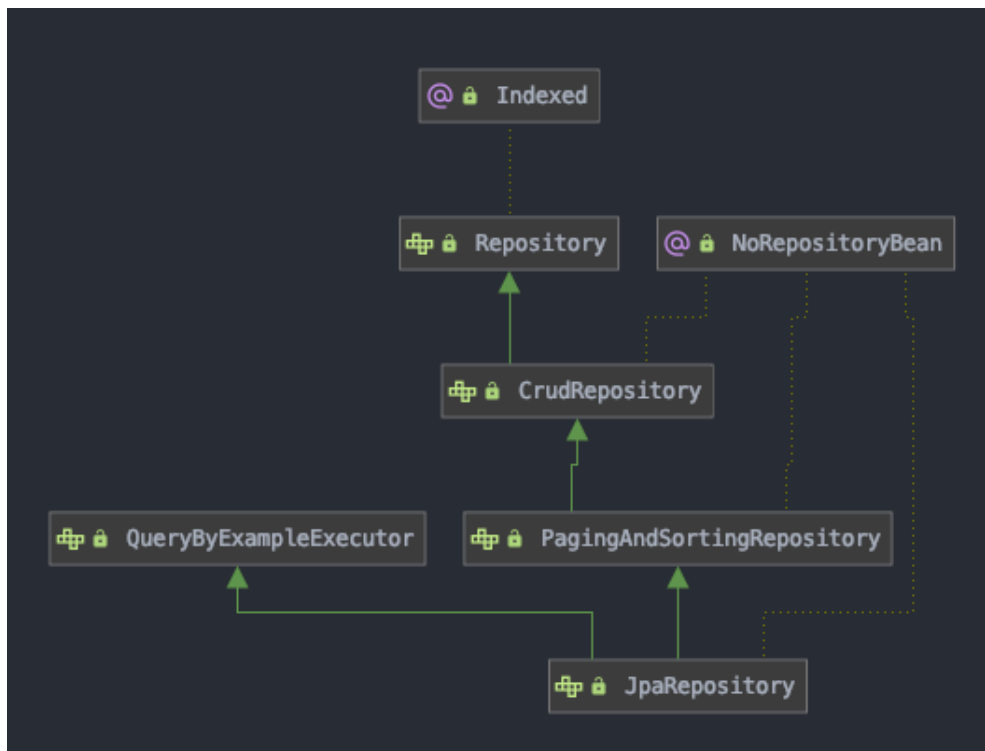 Indexed
Repository
NoRepositoryBean
CrudRepository
QueryByExampleExecutor
PagingAndSortingRepository
JpaRepository